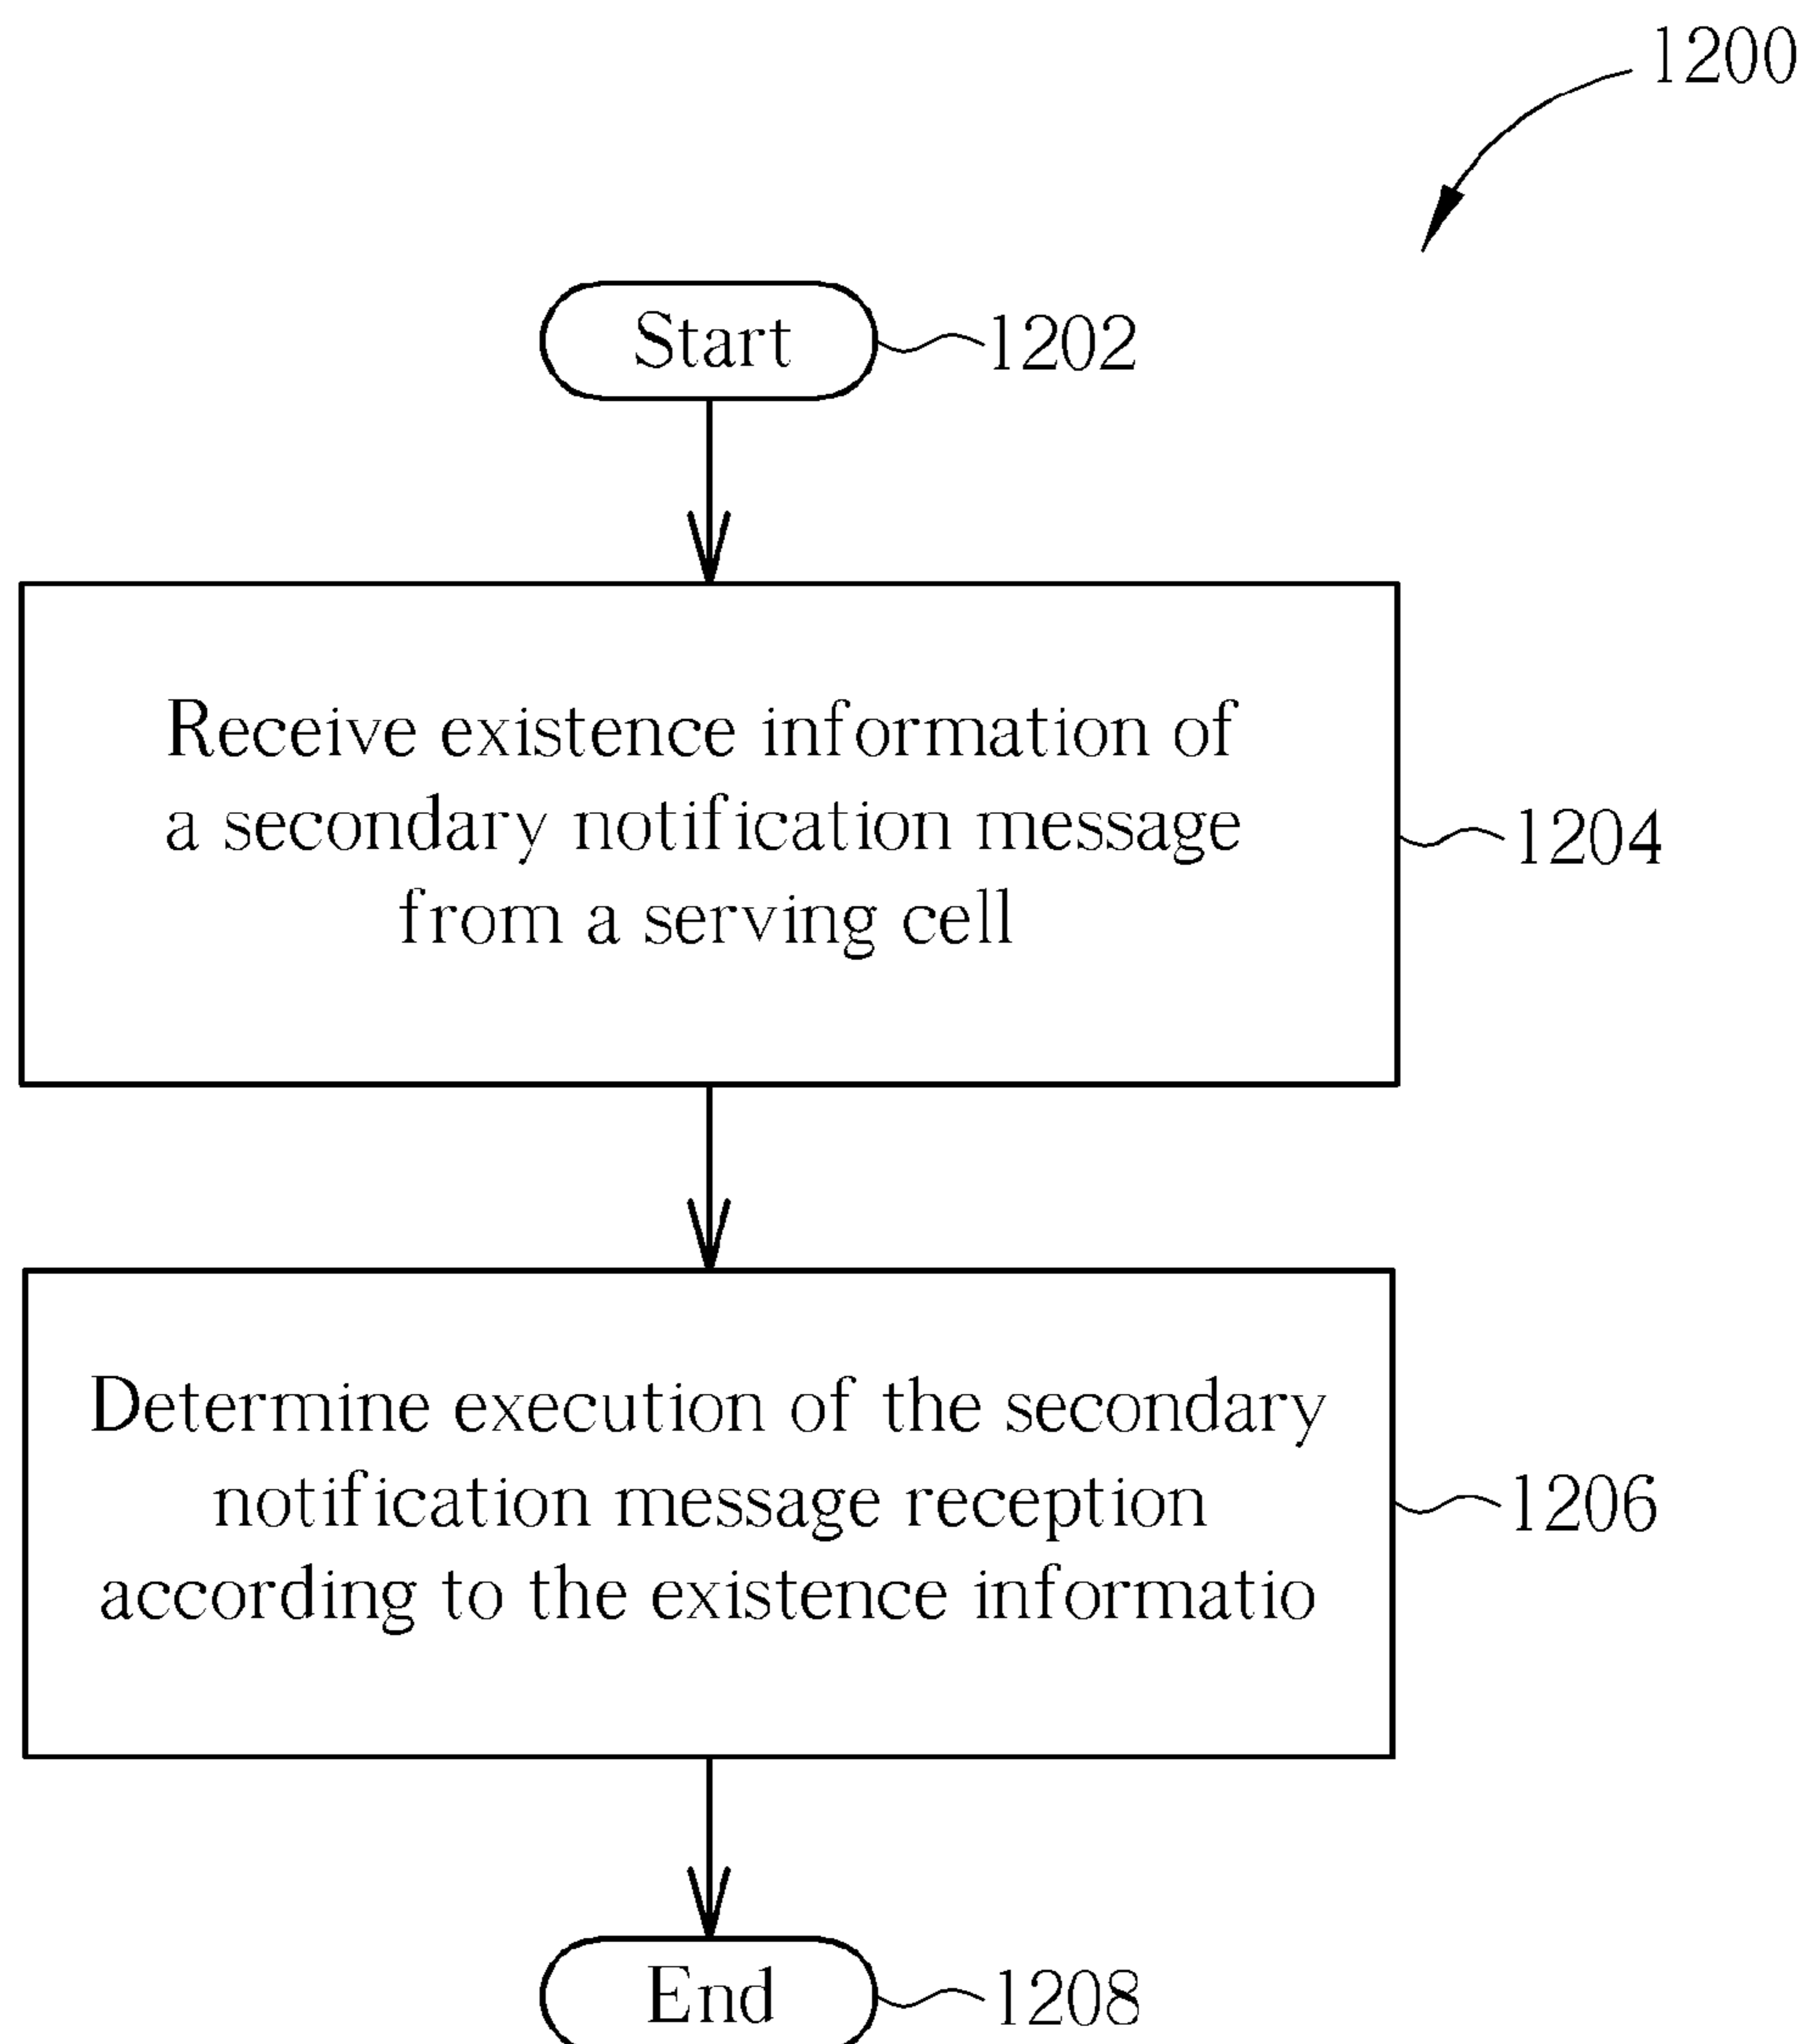 1200
Start
1202
Receive existence information of
a secondary notification message
from a serving cell
1204
Determine execution of the secondary
notification message reception
according to the existence informatio
1206
End
1208